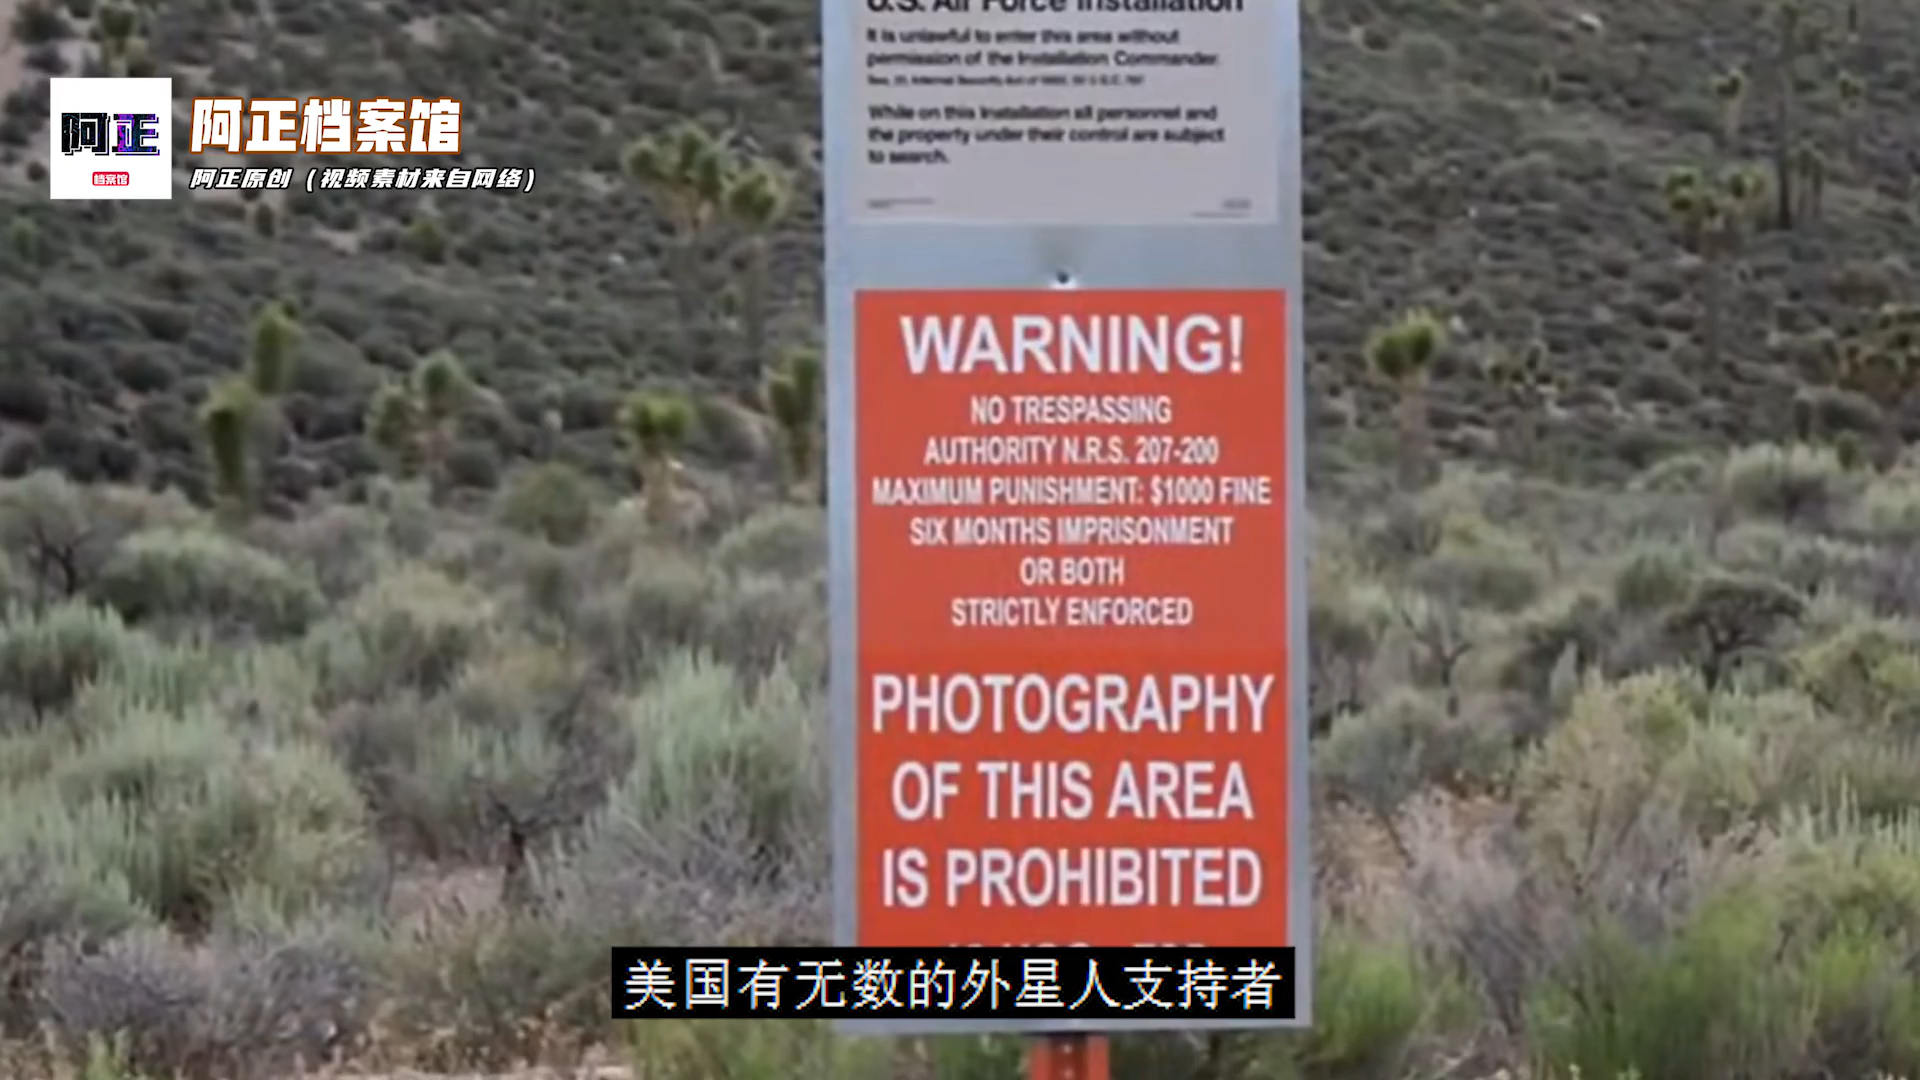 U.S. Air Force Installation
It is unlawful to enter this area without
permission of the Installation Commander.
While on this Installation all personnel and
the property under their control are subject
to search.
阿正
档案馆
阿正档案馆
阿正原创（视频素材来自网络）
WARNING!
NO TRESPASSING
AUTHORITY N.R.S. 207-200
MAXIMUM PUNISHMENT: $1000 FINE
SIX MONTHS IMPRISONMENT
OR BOTH
STRICTLY ENFORCED
PHOTOGRAPHY
OF THIS AREA
IS PROHIBITED
美国有无数的外星人支持者